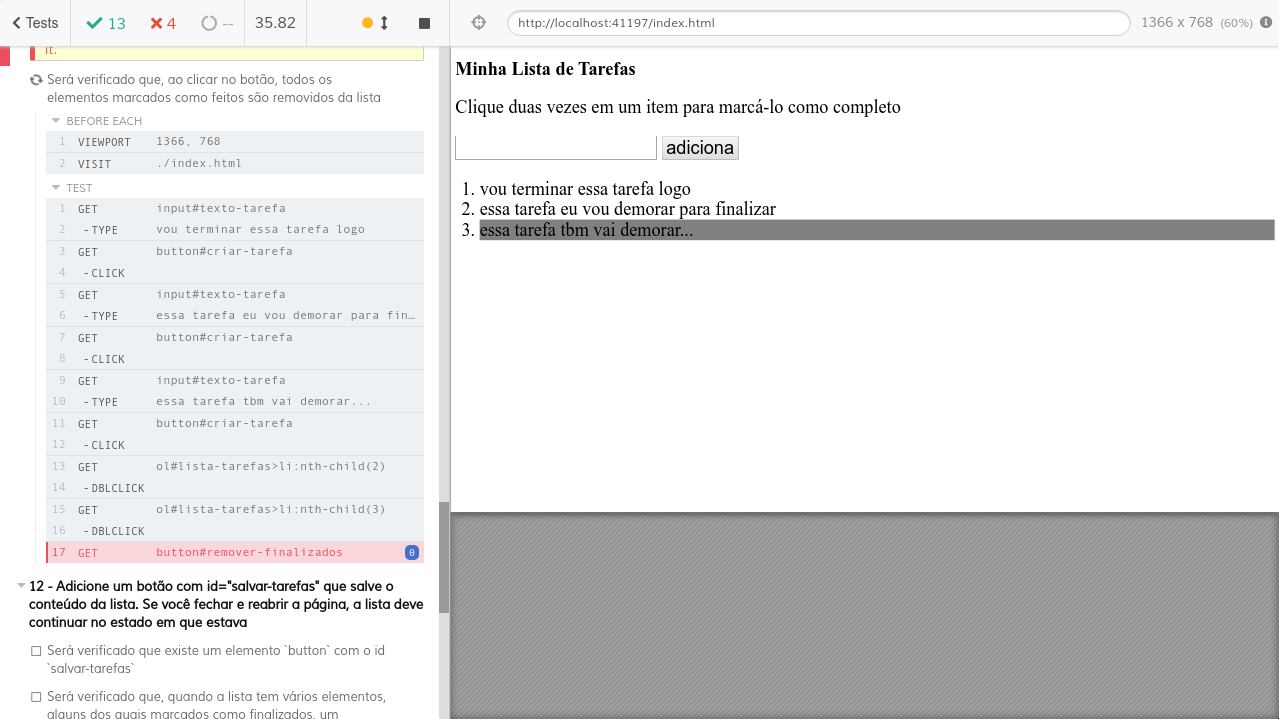 Tests 13 4 -- 35.82
http://localhost:41197/index.html 1366 x 768 (60%)
it.
Será verificado que, ao clicar no botão, todos os
elementos marcados como feitos são removidos da lista
BEFORE EACH
1 VIEWPORT 1366, 768
2 VISIT ./index.html
TEST
1 GET input#texto-tarefa
2 -TYPE vou terminar essa tarefa logo
3 GET button#criar-tarefa
4 -CLICK
5 GET input#texto-tarefa
6 -TYPE essa tarefa eu vou demorar para fin…
7 GET button#criar-tarefa
8 -CLICK
9 GET input#texto-tarefa
10 -TYPE essa tarefa tbm vai demorar...
11 GET button#criar-tarefa
12 -CLICK
13 GET ol#lista-tarefas>li:nth-child(2)
14 -DBLCLICK
15 GET ol#lista-tarefas>li:nth-child(3)
16 -DBLCLICK
17 GET button#remover-finalizados 0
12 - Adicione um botão com id="salvar-tarefas" que salve o
conteúdo da lista. Se você fechar e reabrir a página, a lista deve
continuar no estado em que estava
Será verificado que existe um elemento `button` com o id
`salvar-tarefas`
Será verificado que, quando a lista tem vários elementos,
alguns dos quais marcados como finalizados, um
Minha Lista de Tarefas
Clique duas vezes em um item para marcá-lo como completo
adiciona
1. vou terminar essa tarefa logo
2. essa tarefa eu vou demorar para finalizar
3. essa tarefa tbm vai demorar...